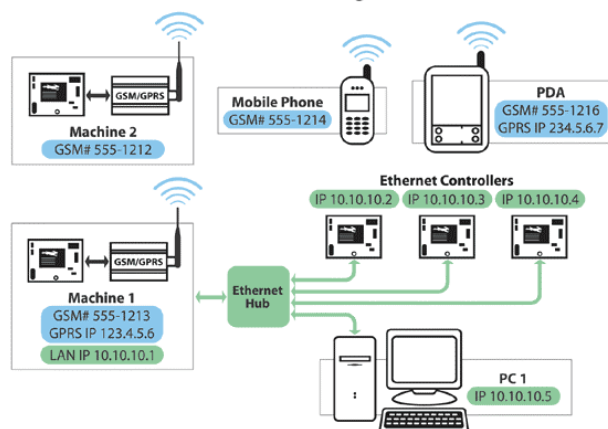 GSM/GPRS
Machine 2
GSM# 555-1212
Mobile Phone
GSM# 555-1214
PDA
GSM# 555-1216
GPRS IP 234.5.6.7
Ethernet Controllers
IP 10.10.10.2
IP 10.10.10.3
IP 10.10.10.4
GSM/GPRS
Machine 1
GSM# 555-1213
GPRS IP 123.4.5.6
LAN IP 10.10.10.1
Ethernet
Hub
PC 1
IP 10.10.10.5